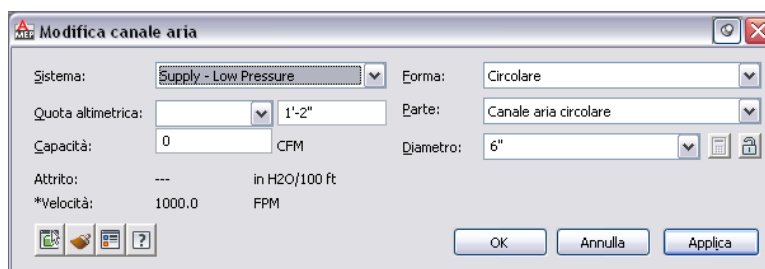 MEP Modifica canale aria
Sistema: Supply - Low Pressure Forma: Circolare
Quota altimetrica: 1'-2" Parte: Canale aria circolare
Capacità: 0 CFM Diametro: 6"
Attrito: --- in H2O/100 ft
*Velocità: 1000.0 FPM
? OK Annulla Applica